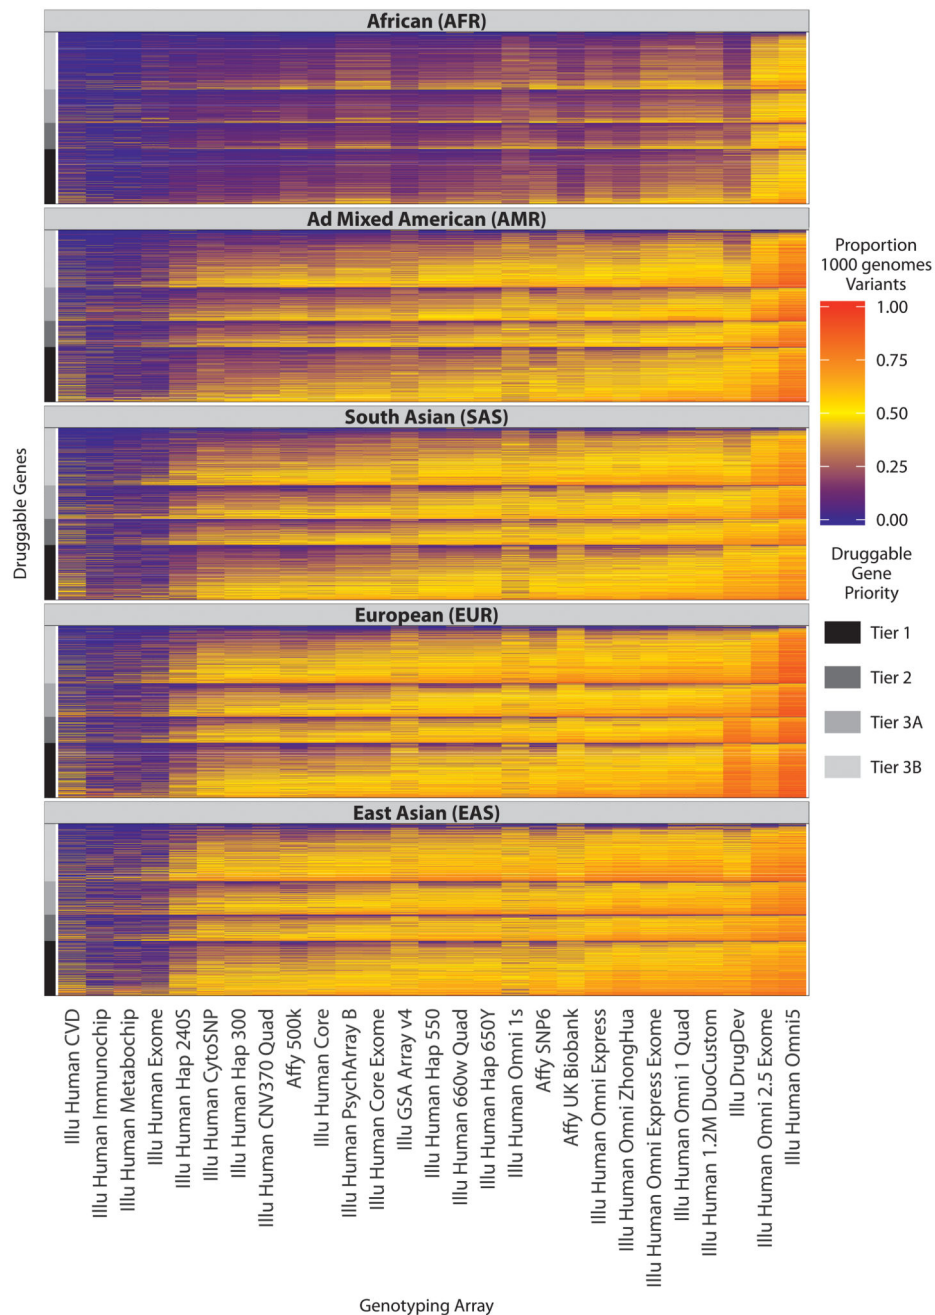 African (AFR)
Ad Mixed American (AMR)
South Asian (SAS)
European (EUR)
East Asian (EAS)
Druggable Genes
Proportion
1000 genomes
Variants
1.00
0.75
0.50
0.25
0.00
Druggable
Gene
Priority
Tier 1
Tier 2
Tier 3A
Tier 3B
Illu Human CVD
Illu Human Immunochip
Illu Human Metabochip
Illu Human Exome
Illu Human Hap 240S
Illu Human CytoSNP
Illu Human Hap 300
Illu Human CNV370 Quad
Affy 500k
Illu Human Core
Illu Human PsychArray B
Illu Human Core Exome
Illu GSA Array v4
Illu Human Hap 550
Illu Human 660w Quad
Illu Human Hap 650Y
Illu Human Omni 1s
Affy SNP6
Affy UK Biobank
Illu Human Omni Express
Illu Human Omni ZhongHua
Illu Human Omni Express Exome
Illu Human Omni 1 Quad
Illu Human 1.2M DuoCustom
Illu DrugDev
Illu Human Omni 2.5 Exome
Illu Human Omni5
Genotyping Array